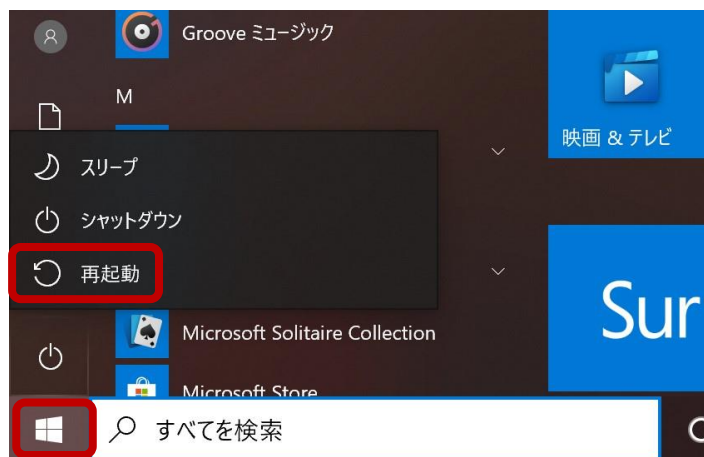 Groove ミュージック
M
映画 & テレビ
スリープ
シャットダウン
再起動
Sur
Microsoft Solitaire Collection
Microsoft Store
すべてを検索